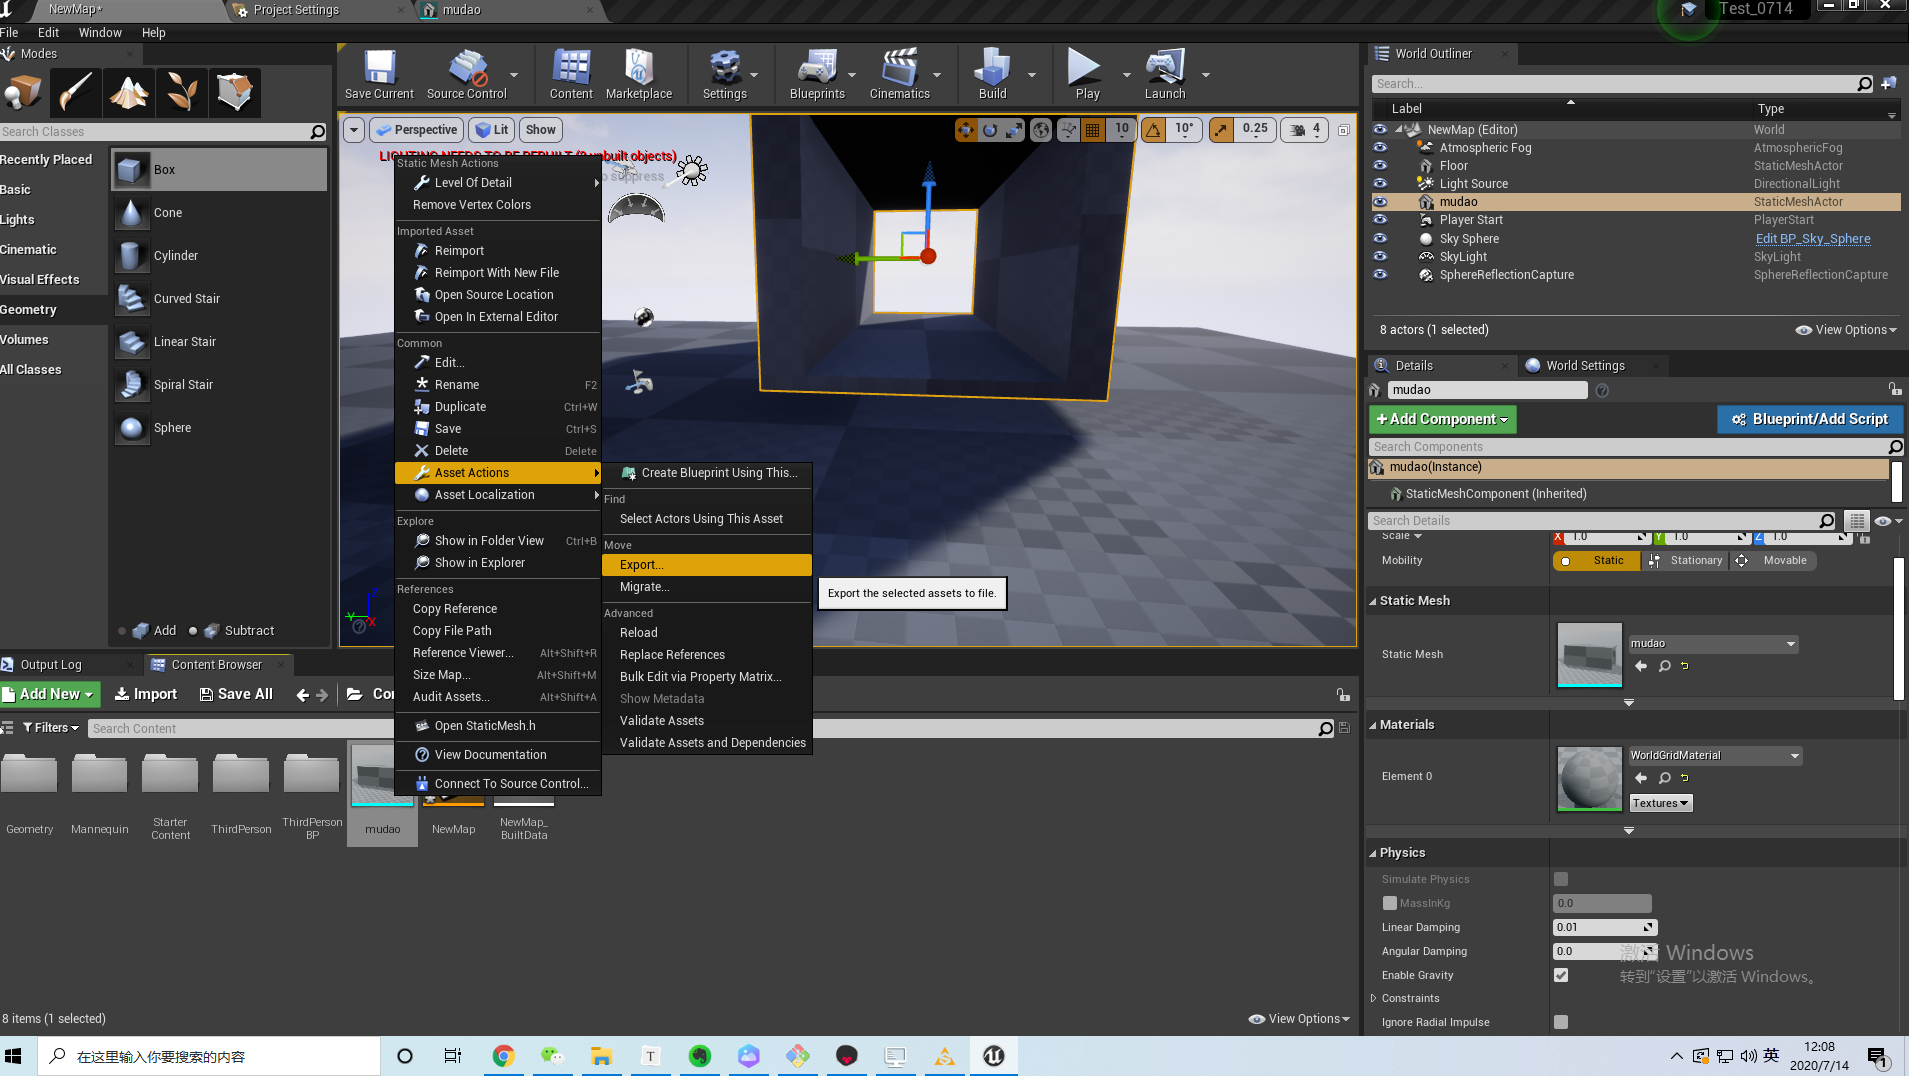 NewMap*
Project Settings
mudao
Test_0714
File Edit Window Help
Modes
Search Classes
Recently Placed
Basic
Lights
Cinematic
Visual Effects
Geometry
Volumes
All Classes
Box
Cone
Cylinder
Curved Stair
Linear Stair
Spiral Stair
Sphere
Add Subtract
Save Current
Source Control
Content
Marketplace
Settings
Blueprints
Cinematics
Build
Play
Launch
Perspective Lit Show
10 10° 0.25 4
Static Mesh Actions
Level Of Detail
Remove Vertex Colors
Imported Asset
Reimport
Reimport With New File
Open Source Location
Open In External Editor
Common
Edit...
Rename F2
Duplicate Ctrl+W
Save Ctrl+S
Delete Delete
Asset Actions
Asset Localization
Explore
Show in Folder View Ctrl+B
Show in Explorer
References
Copy Reference
Copy File Path
Reference Viewer... Alt+Shift+R
Size Map... Alt+Shift+M
Audit Assets... Alt+Shift+A
Open StaticMesh.h
View Documentation
Connect To Source Control...
Create Blueprint Using This...
Find
Select Actors Using This Asset
Move
Export...
Migrate...
Advanced
Reload
Replace References
Bulk Edit via Property Matrix...
Show Metadata
Validate Assets
Validate Assets and Dependencies
Export the selected assets to file.
Output Log
Content Browser
Add New Import Save All
Filters
Search Content
Geometry
Mannequin
Starter
Content
ThirdPerson
ThirdPerson
BP
mudao
NewMap
NewMap_
BuiltData
8 items (1 selected)
View Options
World Outliner
Search...
Label Type
NewMap (Editor) World
Atmospheric Fog AtmosphericFog
Floor StaticMeshActor
Light Source DirectionalLight
mudao StaticMeshActor
Player Start PlayerStart
Sky Sphere Edit BP_Sky_Sphere
SkyLight SkyLight
SphereReflectionCapture SphereReflectionCapture
8 actors (1 selected)
View Options
Details
World Settings
mudao
Add Component
Blueprint/Add Script
Search Components
mudao(Instance)
StaticMeshComponent (Inherited)
Search Details
Scale X 1.0 Y 1.0 Z 1.0
Mobility Static Stationary Movable
Static Mesh
Static Mesh mudao
Materials
Element 0 WorldGridMaterial
Textures
Physics
Simulate Physics
MassInKg 0.0
Linear Damping 0.01
Angular Damping 0.0
Enable Gravity
Constraints
Ignore Radial Impulse
激活 Windows
转到“设置”以激活 Windows。
在这里输入你要搜索的内容
英
12:08
2020/7/14
1